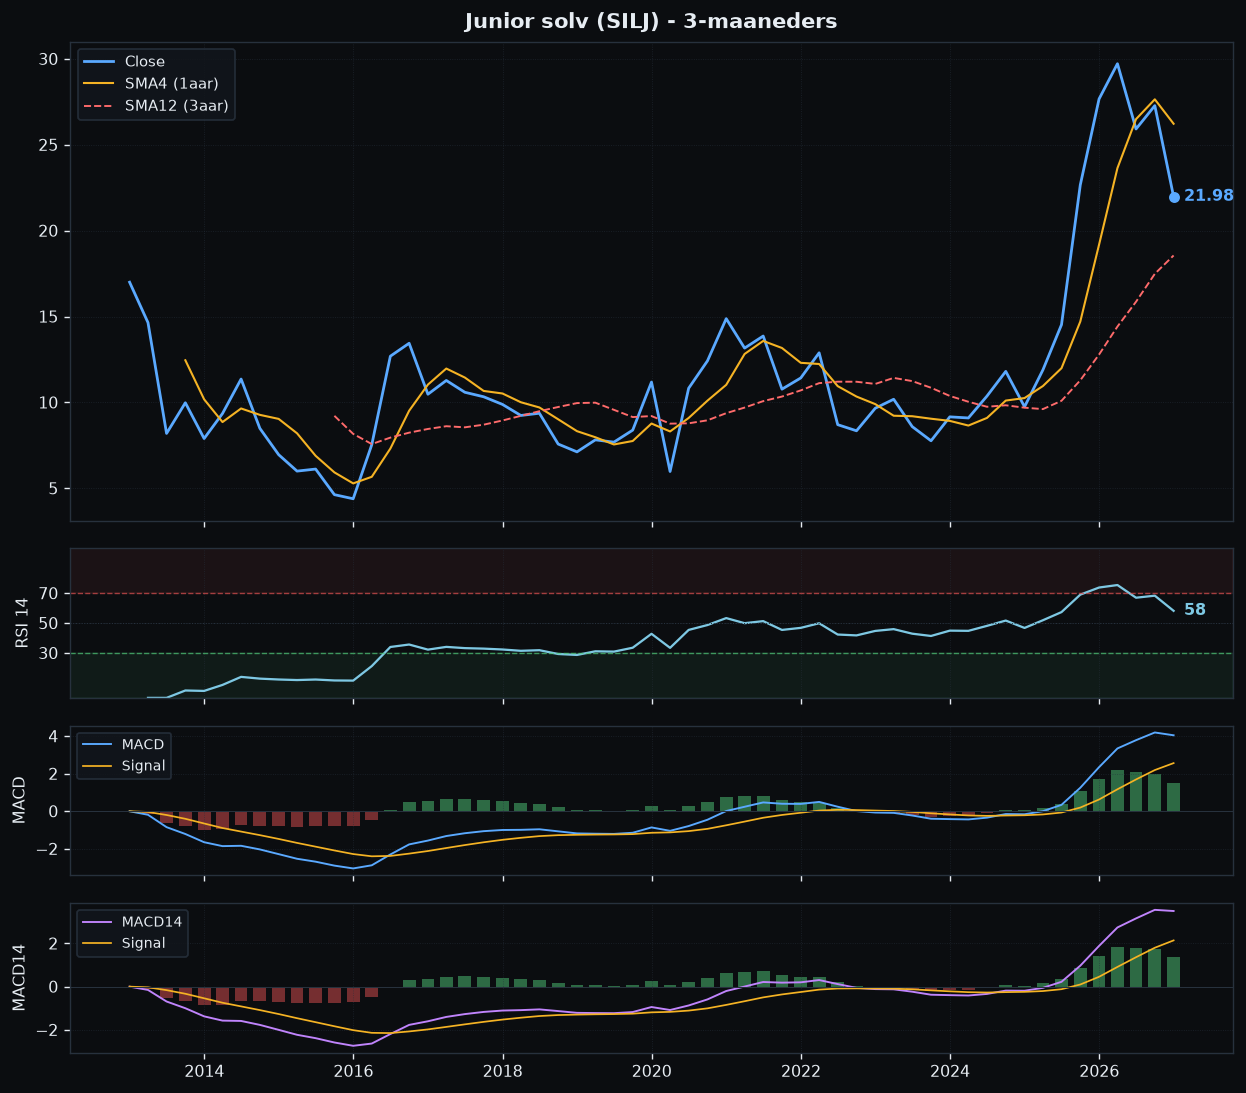 Junior solv (SILJ) - 3-maaneders
Close
SMA4 (1aar)
SMA12 (3aar)
30
25
20
15
10
5
21.98
RSI 14
70
50
30
58
MACD
MACD
Signal
4
2
0
−2
MACD14
MACD14
Signal
2
0
−2
2014 2016 2018 2020 2022 2024 2026